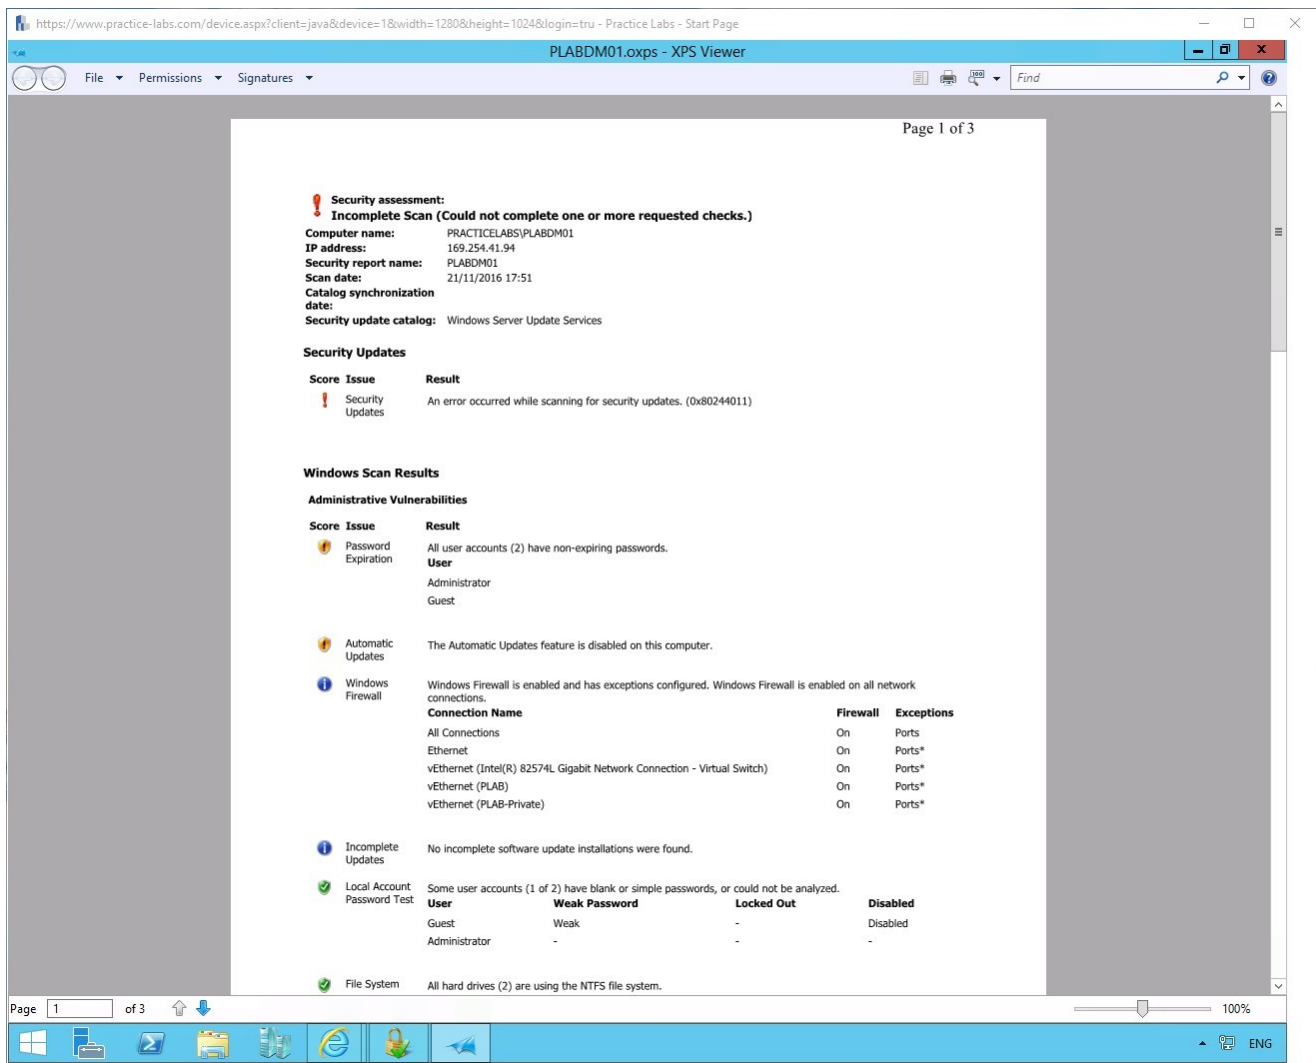 https://www.practice-labs.com/device.aspx?client=java&device=1&width=1280&height=1024&login=tru - Practice Labs - Start Page
PLABDM01.oxps - XPS Viewer
File Permissions Signatures Find
Page 1 of 3
Security assessment:
Incomplete Scan (Could not complete one or more requested checks.)
Computer name: PRACTICELABS\PLABDM01
IP address: 169.254.41.94
Security report name: PLABDM01
Scan date: 21/11/2016 17:51
Catalog synchronization
date:
Security update catalog: Windows Server Update Services
Security Updates
Score Issue Result
Security An error occurred while scanning for security updates. (0x80244011)
Updates
Windows Scan Results
Administrative Vulnerabilities
Score Issue Result
Password All user accounts (2) have non-expiring passwords.
Expiration User
Administrator
Guest
Automatic The Automatic Updates feature is disabled on this computer.
Updates
Windows Windows Firewall is enabled and has exceptions configured. Windows Firewall is enabled on all network
Firewall connections.
Connection Name Firewall Exceptions
All Connections On Ports
Ethernet On Ports*
vEthernet (Intel(R) 82574L Gigabit Network Connection - Virtual Switch) On Ports*
vEthernet (PLAB) On Ports*
vEthernet (PLAB-Private) On Ports*
Incomplete No incomplete software update installations were found.
Updates
Local Account Some user accounts (1 of 2) have blank or simple passwords, or could not be analyzed.
Password Test User Weak Password Locked Out Disabled
Guest Weak - Disabled
Administrator - - -
File System All hard drives (2) are using the NTFS file system.
Page 1 of 3 100%
ENG